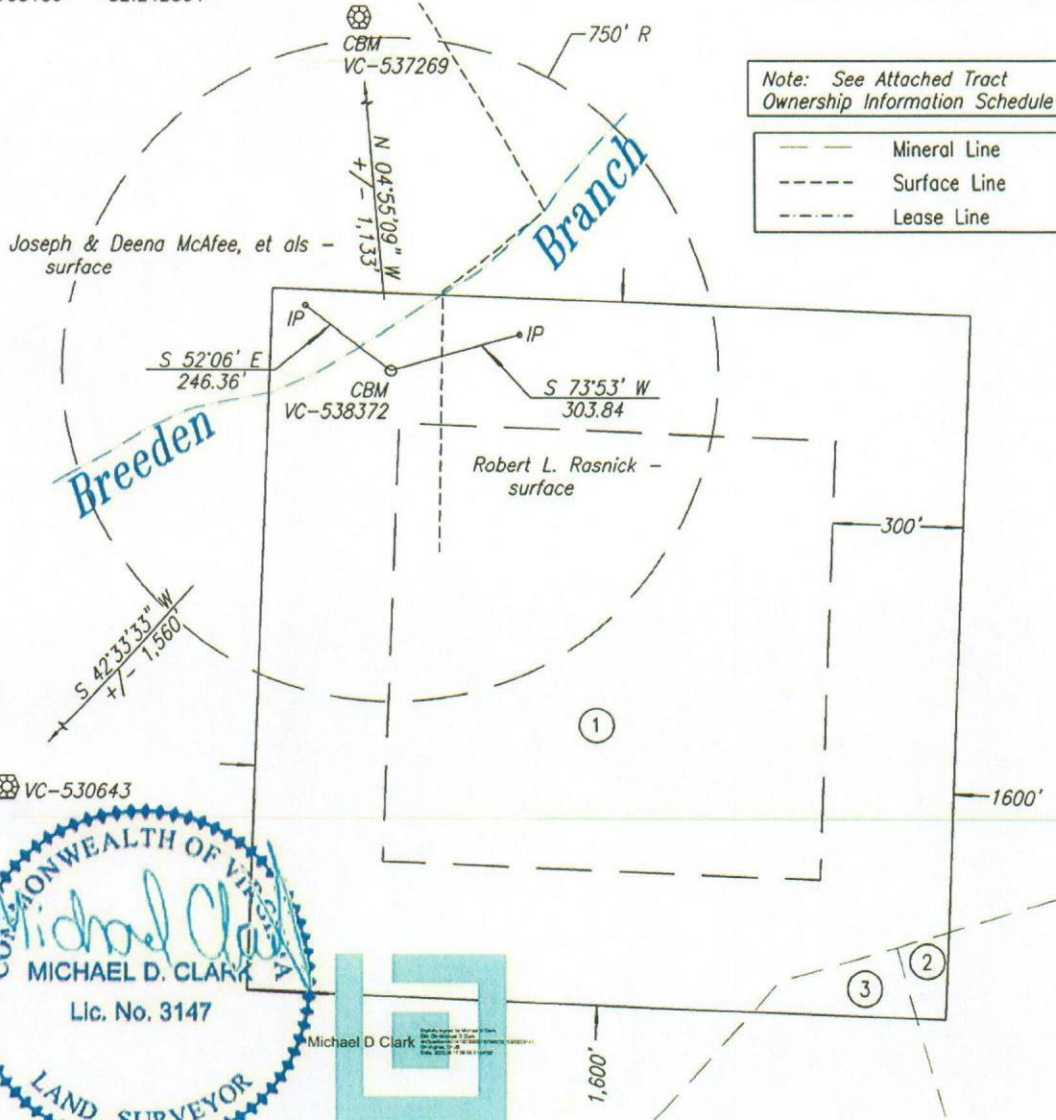 CBM
VC-537269
750' R
Note: See Attached Tract
Ownership Information Schedule
Mineral Line
Surface Line
Lease Line
N 04°55'09" W
+/- 1,133'
Branch
Joseph & Deena McAfee, et als -
surface
IP
IP
S 52°06' E
246.36'
CBM
VC-538372
S 73°53' W
303.84
Breeden
Robert L. Rasnick -
surface
300'
S 42°33'33" W
+/- 1,560'
1
VC-530643
1600'
COMMONWEALTH OF VIRGINIA
Michael Clark
MICHAEL D. CLARK
Lic. No. 3147
LAND SURVEYOR
2
3
Michael D Clark
1,600'